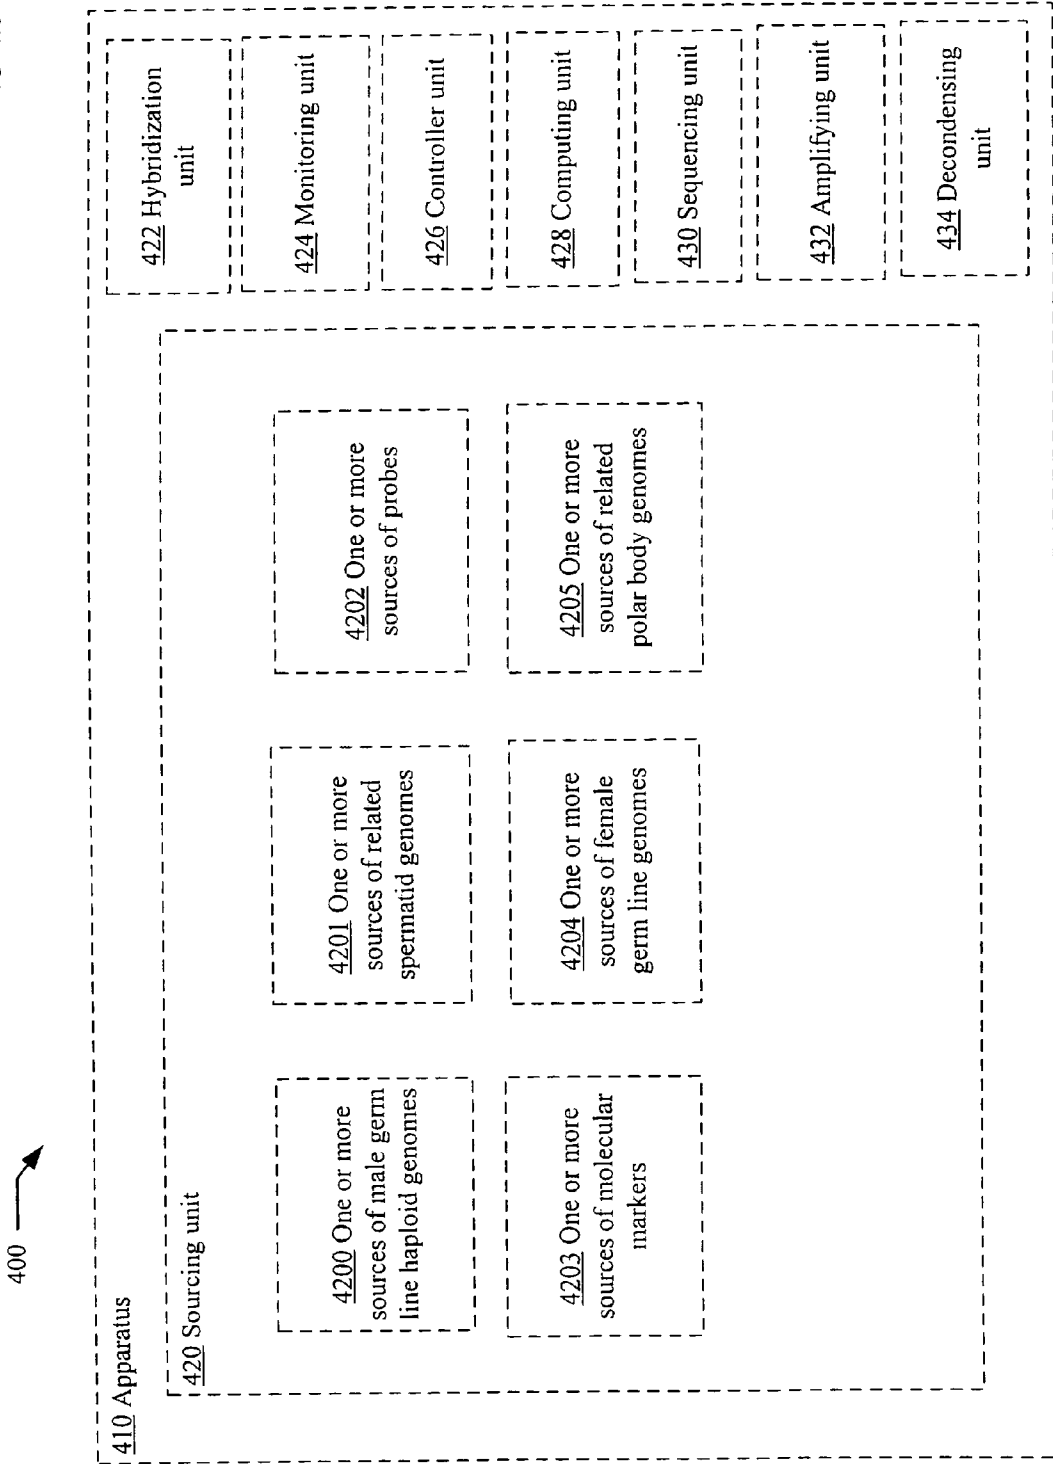 400
410 Apparatus
420 Sourcing unit
4200 One or more
sources of male germ
line haploid genomes
4201 One or more
sources of related
spermatid genomes
4202 One or more
sources of probes
4203 One or more
sources of molecular
markers
4204 One or more
sources of female
germ line genomes
4205 One or more
sources of related
polar body genomes
422 Hybridization
unit
424 Monitoring unit
426 Controller unit
428 Computing unit
430 Sequencing unit
432 Amplifying unit
434 Decondensing
unit